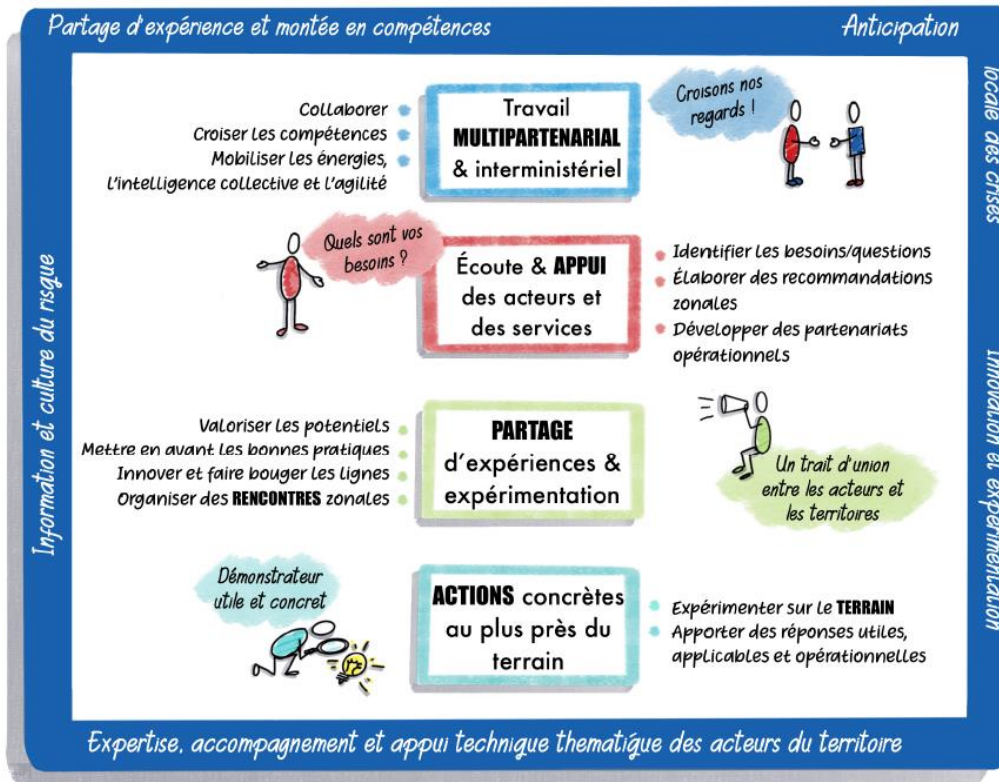 Partage d'expérience et montée en compétences
Anticipation
locale des crises
Innovation et expérimentation
Information et culture du risque
Collaborer
Croiser les compétences
Mobiliser les énergies,
l'intelligence collective et l'agilité
Travail
MULTIPARTENARIAL
& interministériel
Croisons nos
regards !
Quels sont vos
besoins ?
Écoute & APPUI
des acteurs et
des services
Identifier les besoins/questions
Élaborer des recommandations
zonales
Développer des partenariats
opérationnels
Valoriser les potentiels
Mettre en avant les bonnes pratiques
Innover et faire bouger les lignes
Organiser des RENCONTRES zonales
PARTAGE
d'expériences &
expérimentation
Un trait d'union
entre les acteurs et
les territoires
Démonstrateur
utile et concret
ACTIONS concrètes
au plus près du
terrain
Expérimenter sur le TERRAIN
Apporter des réponses utiles,
applicables et opérationnelles
Expertise, accompagnement et appui technique thematique des acteurs du territoire